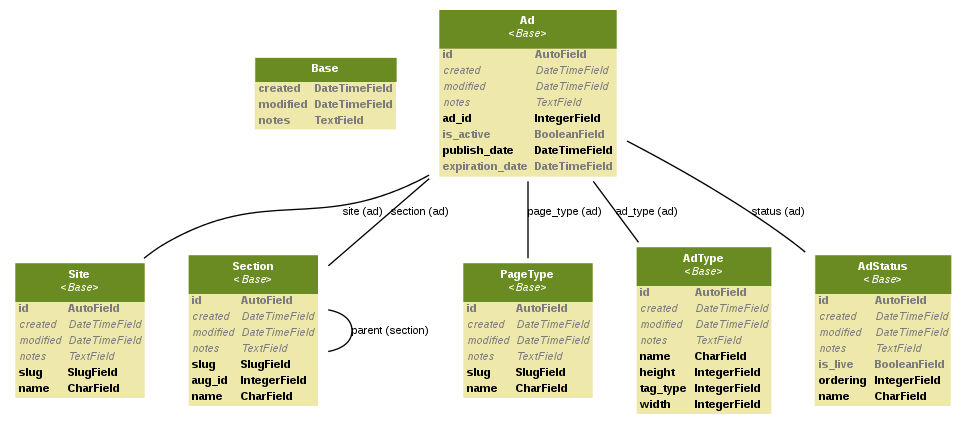 Ad
<Base>
id AutoField
created DateTimeField
modified DateTimeField
notes TextField
ad_id IntegerField
is_active BooleanField
publish_date DateTimeField
expiration_date DateTimeField
Base
created DateTimeField
modified DateTimeField
notes TextField
site (ad)
section (ad)
page_type (ad)
ad_type (ad)
status (ad)
Site
<Base>
id AutoField
created DateTimeField
modified DateTimeField
notes TextField
slug SlugField
name CharField
Section
<Base>
id AutoField
created DateTimeField
modified DateTimeField
notes TextField
slug SlugField
aug_id IntegerField
name CharField
parent (section)
PageType
<Base>
id AutoField
created DateTimeField
modified DateTimeField
notes TextField
slug SlugField
name CharField
AdType
<Base>
id AutoField
created DateTimeField
modified DateTimeField
notes TextField
name CharField
height IntegerField
tag_type IntegerField
width IntegerField
AdStatus
<Base>
id AutoField
created DateTimeField
modified DateTimeField
notes TextField
is_live BooleanField
ordering IntegerField
name CharField